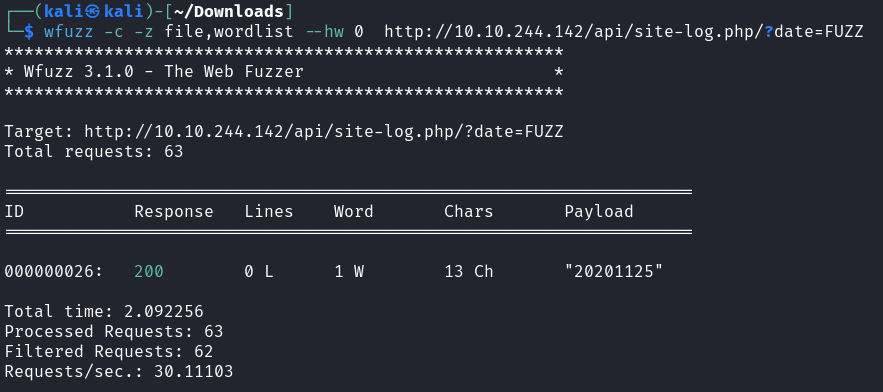 ┌──(kali㉿kali)-[~/Downloads]
└─$ wfuzz -c -z file,wordlist --hw 0  http://10.10.244.142/api/site-log.php/?date=FUZZ
********************************************************
* Wfuzz 3.1.0 - The Web Fuzzer                         *
********************************************************

Target: http://10.10.244.142/api/site-log.php/?date=FUZZ
Total requests: 63

=====================================================================
ID           Response   Lines    Word       Chars       Payload
=====================================================================

000000026:   200        0 L      1 W        13 Ch       "20201125"

Total time: 2.092256
Processed Requests: 63
Filtered Requests: 62
Requests/sec.: 30.11103